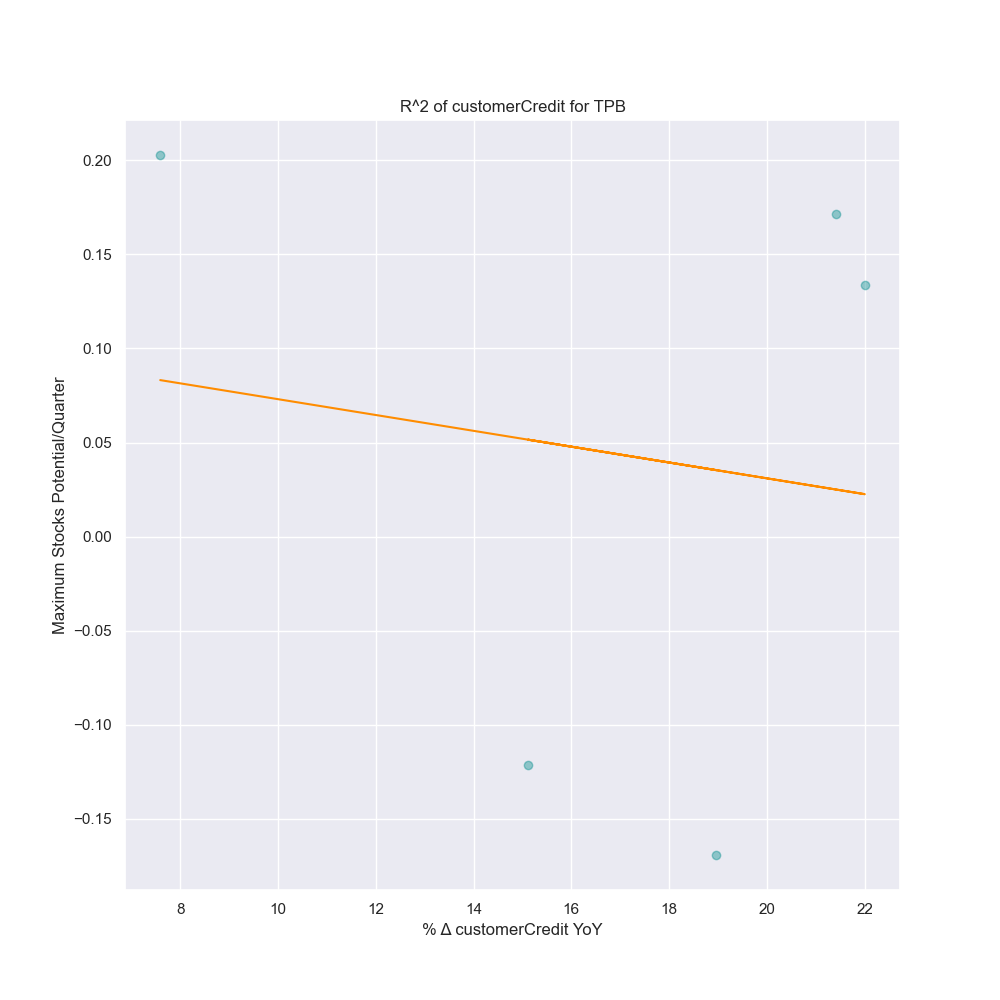 R^2 of customerCredit for TPB
Maximum Stocks Potential/Quarter
0.20
0.15
0.10
0.05
0.00
−0.05
−0.10
−0.15
8 10 12 14 16 18 20 22
% Δ customerCredit YoY